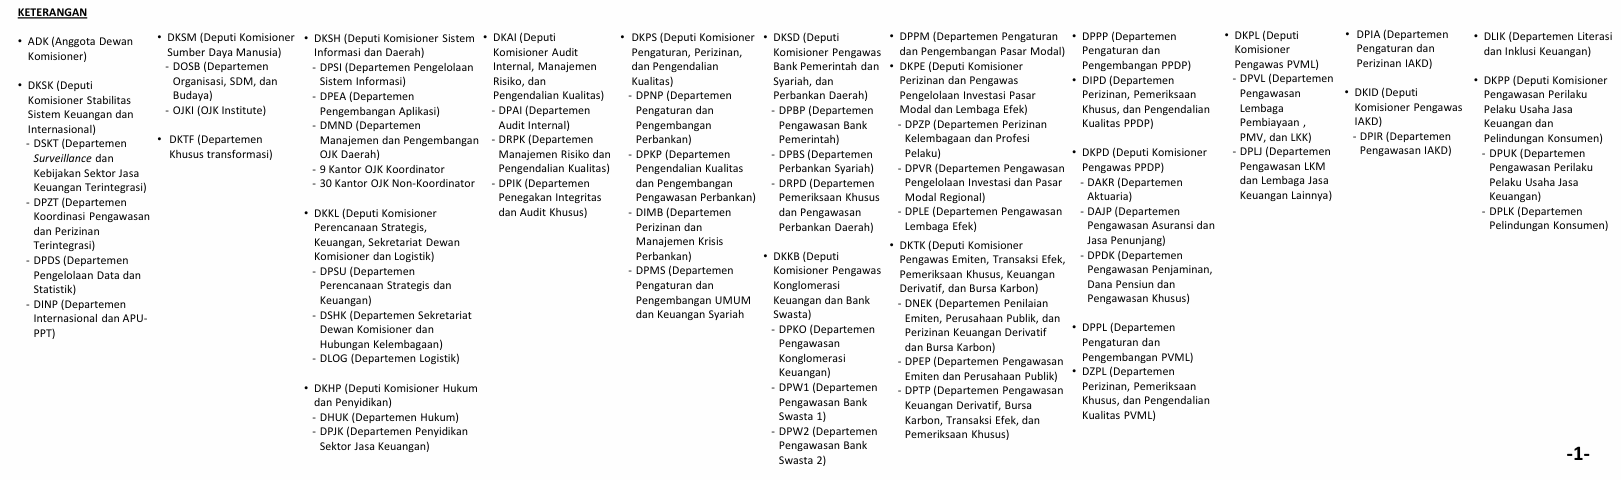 KETERANGAN
• ADK (Anggota Dewan
Komisioner)
• DKSK (Deputi
Komisioner Stabilitas
Sistem Keuangan dan
Internasional)
- DSKT (Departemen
Surveillance dan
Kebijakan Sektor Jasa
Keuangan Terintegrasi)
- DPZT (Departemen
Koordinasi Pengawasan
dan Perizinan
Terintegrasi)
- DPDS (Departemen
Pengelolaan Data dan
Statistik)
- DINP (Departemen
Internasional dan APU-
PPT)
• DKSM (Deputi Komisioner
Sumber Daya Manusia)
- DOSB (Departemen
Organisasi, SDM, dan
Budaya)
- OJKI (OJK Institute)
• DKTF (Departemen
Khusus transformasi)
• DKSH (Deputi Komisioner Sistem
Informasi dan Daerah)
- DPSI (Departemen Pengelolaan
Sistem Informasi)
- DPEA (Departemen
Pengembangan Aplikasi)
- DMND (Departemen
Manajemen dan Pengembangan
OJK Daerah)
- 9 Kantor OJK Koordinator
- 30 Kantor OJK Non-Koordinator
• DKKL (Deputi Komisioner
Perencanaan Strategis,
Keuangan, Sekretariat Dewan
Komisioner dan Logistik)
- DPSU (Departemen
Perencanaan Strategis dan
Keuangan)
- DSHK (Departemen Sekretariat
Dewan Komisioner dan
Hubungan Kelembagaan)
- DLOG (Departemen Logistik)
• DKHP (Deputi Komisioner Hukum
dan Penyidikan)
- DHUK (Departemen Hukum)
- DPJK (Departemen Penyidikan
Sektor Jasa Keuangan)
• DKAI (Deputi
Komisioner Audit
Internal, Manajemen
Risiko, dan
Pengendalian Kualitas)
- DPAI (Departemen
Audit Internal)
- DRPK (Departemen
Manajemen Risiko dan
Pengendalian Kualitas)
- DPIK (Departemen
Penegakan Integritas
dan Audit Khusus)
• DKPS (Deputi Komisioner
Pengaturan, Perizinan,
dan Pengendalian
Kualitas)
- DPNP (Departemen
Pengaturan dan
Pengembangan
Perbankan)
- DPKP (Departemen
Pengendalian Kualitas
dan Pengembangan
Pengawasan Perbankan)
- DIMB (Departemen
Perizinan dan
Manajemen Krisis
Perbankan)
- DPMS (Departemen
Pengaturan dan
Pengembangan UMUM
dan Keuangan Syariah
• DKSD (Deputi
Komisioner Pengawas
Bank Pemerintah dan
Syariah, dan
Perbankan Daerah)
- DPBP (Departemen
Pengawasan Bank
Pemerintah)
- DPBS (Departemen
Perbankan Syariah)
- DRPD (Departemen
Pemeriksaan Khusus
dan Pengawasan
Perbankan Daerah)
• DKKB (Deputi
Komisioner Pengawas
Konglomerasi
Keuangan dan Bank
Swasta)
- DPKO (Departemen
Pengawasan
Konglomerasi
Keuangan)
- DPW1 (Departemen
Pengawasan Bank
Swasta 1)
- DPW2 (Departemen
Pengawasan Bank
Swasta 2)
• DPPM (Departemen Pengaturan
dan Pengembangan Pasar Modal)
• DKPE (Deputi Komisioner
Perizinan dan Pengawas
Pengelolaan Investasi Pasar
Modal dan Lembaga Efek)
- DPZP (Departemen Perizinan
Kelembagaan dan Profesi
Pelaku)
- DPVR (Departemen Pengawasan
Pengelolaan Investasi dan Pasar
Modal Regional)
- DPLE (Departemen Pengawasan
Lembaga Efek)
• DKTK (Deputi Komisioner
Pengawas Emiten, Transaksi Efek,
Pemeriksaan Khusus, Keuangan
Derivatif, dan Bursa Karbon)
- DNEK (Departemen Penilaian
Emiten, Perusahaan Publik, dan
Perizinan Keuangan Derivatif
dan Bursa Karbon)
- DPEP (Departemen Pengawasan
Emiten dan Perusahaan Publik)
- DPTP (Departemen Pengawasan
Keuangan Derivatif, Bursa
Karbon, Transaksi Efek, dan
Pemeriksaan Khusus)
• DPPP (Departemen
Pengaturan dan
Pengembangan PPDP)
• DIPD (Departemen
Perizinan, Pemeriksaan
Khusus, dan Pengendalian
Kualitas PPDP)
• DKPD (Deputi Komisioner
Pengawas PPDP)
- DAKR (Departemen
Aktuaria)
- DAJP (Departemen
Pengawasan Asuransi dan
Jasa Penunjang)
- DPDK (Departemen
Pengawasan Penjaminan,
Dana Pensiun dan
Pengawasan Khusus)
• DPPL (Departemen
Pengaturan dan
Pengembangan PVML)
• DZPL (Departemen
Perizinan, Pemeriksaan
Khusus, dan Pengendalian
Kualitas PVML)
• DKPL (Deputi
Komisioner
Pengawas PVML)
- DPVL (Departemen
Pengawasan
Lembaga
Pembiayaan ,
PMV, dan LKK)
- DPLJ (Departemen
Pengawasan LKM
dan Lembaga Jasa
Keuangan Lainnya)
• DPIA (Departemen
Pengaturan dan
Perizinan IAKD)
• DKID (Deputi
Komisioner Pengawas
IAKD)
- DPIR (Departemen
Pengawasan IAKD)
• DLIK (Departemen Literasi
dan Inklusi Keuangan)
• DKPP (Deputi Komisioner
Pengawasan Perilaku
Pelaku Usaha Jasa
Keuangan dan
Pelindungan Konsumen)
- DPUK (Departemen
Pengawasan Perilaku
Pelaku Usaha Jasa
Keuangan)
- DPLK (Departemen
Pelindungan Konsumen)
-1-